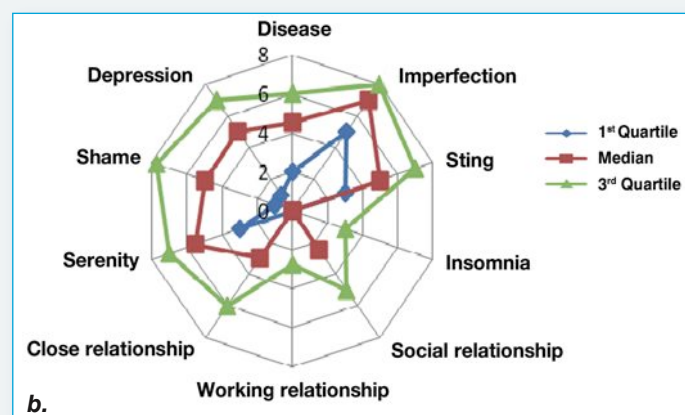 Disease
8
Depression
Imperfection
6
1st Quartile
4
Median
Shame
Sting
2
3rd Quartile
0
Serenity
Insomnia
Close relationship
Social relationship
Working relationship
b.